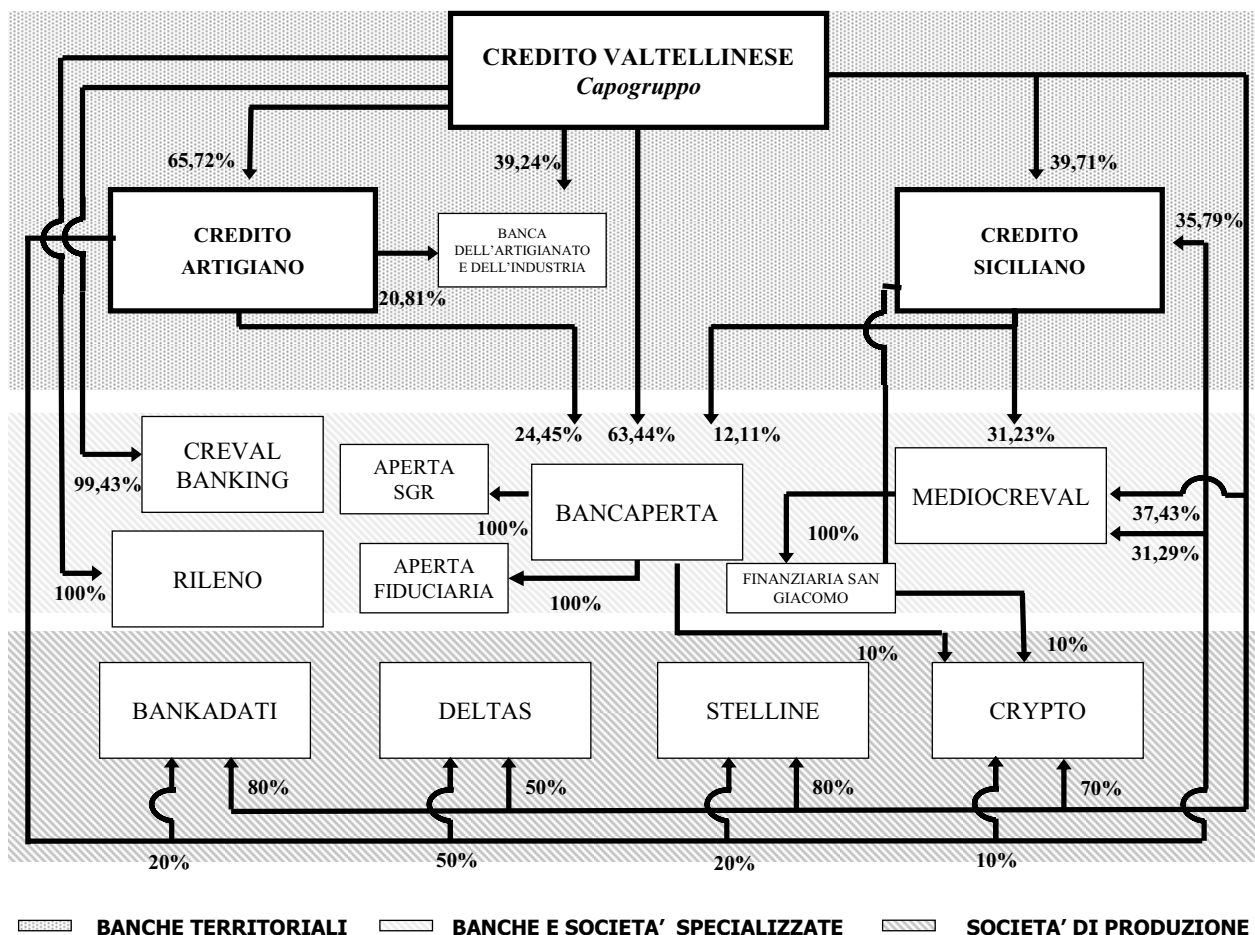 CREDITO VALTELLINESE
Capogruppo
65,72%
39,24%
39,71%
35,79%
CREDITO
ARTIGIANO
BANCA
DELL'ARTIGIANATO
E DELL'INDUSTRIA
CREDITO
SICILIANO
20,81%
24,45%
63,44%
12,11%
31,23%
CREVAL
BANKING
99,43%
APERTA
SGR
100%
BANCAPERTA
MEDIOCREVAL
37,43%
31,29%
100%
RILENO
100%
APERTA
FIDUCIARIA
100%
FINANZIARIA SAN
GIACOMO
10%
10%
BANKADATI
DELTAS
STELLINE
CRYPTO
80%
50%
80%
70%
20%
50%
20%
10%
BANCHE TERRITORIALI
BANCHE E SOCIETA' SPECIALIZZATE
SOCIETA' DI PRODUZIONE